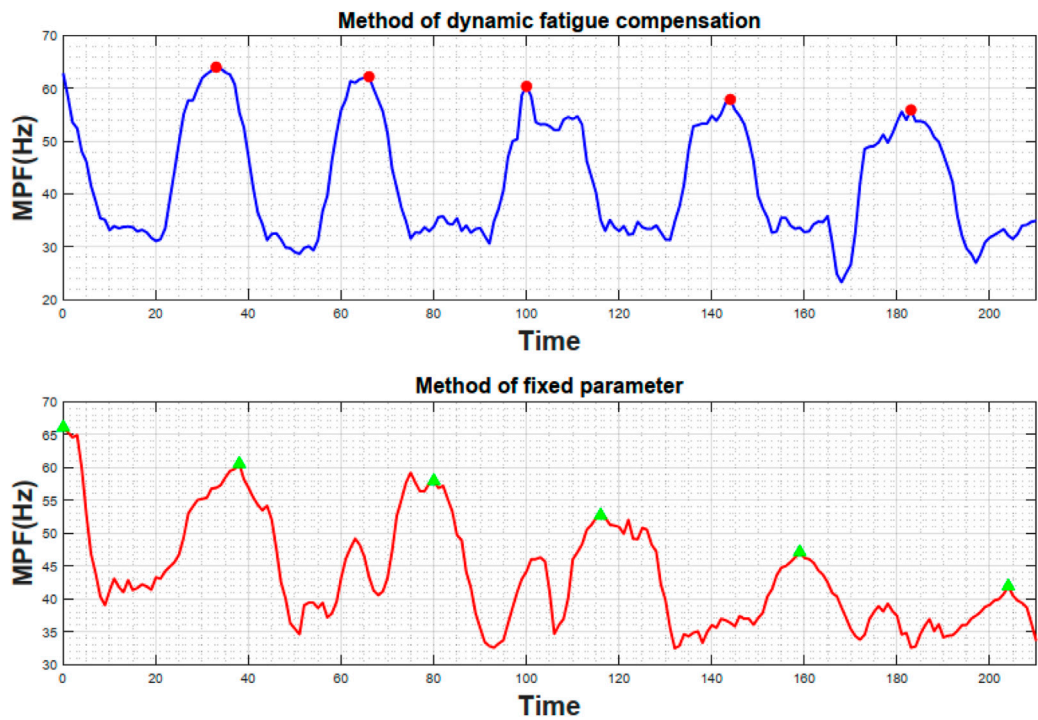 Method of dynamic fatigue compensation
MPF(Hz)
70
60
50
40
30
20
0 20 40 60 80 100 120 140 160 180 200
Time
Method of fixed parameter
MPF(Hz)
70
65
60
55
50
45
40
35
30
0 20 40 60 80 100 120 140 160 180 200
Time